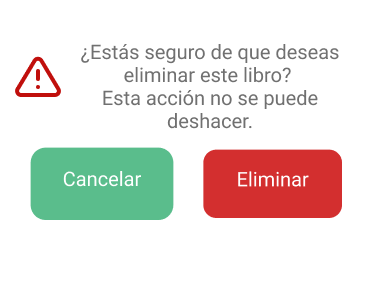 ¿Estás seguro de que deseas
eliminar este libro?
Esta acción no se puede
deshacer.
Cancelar
Eliminar